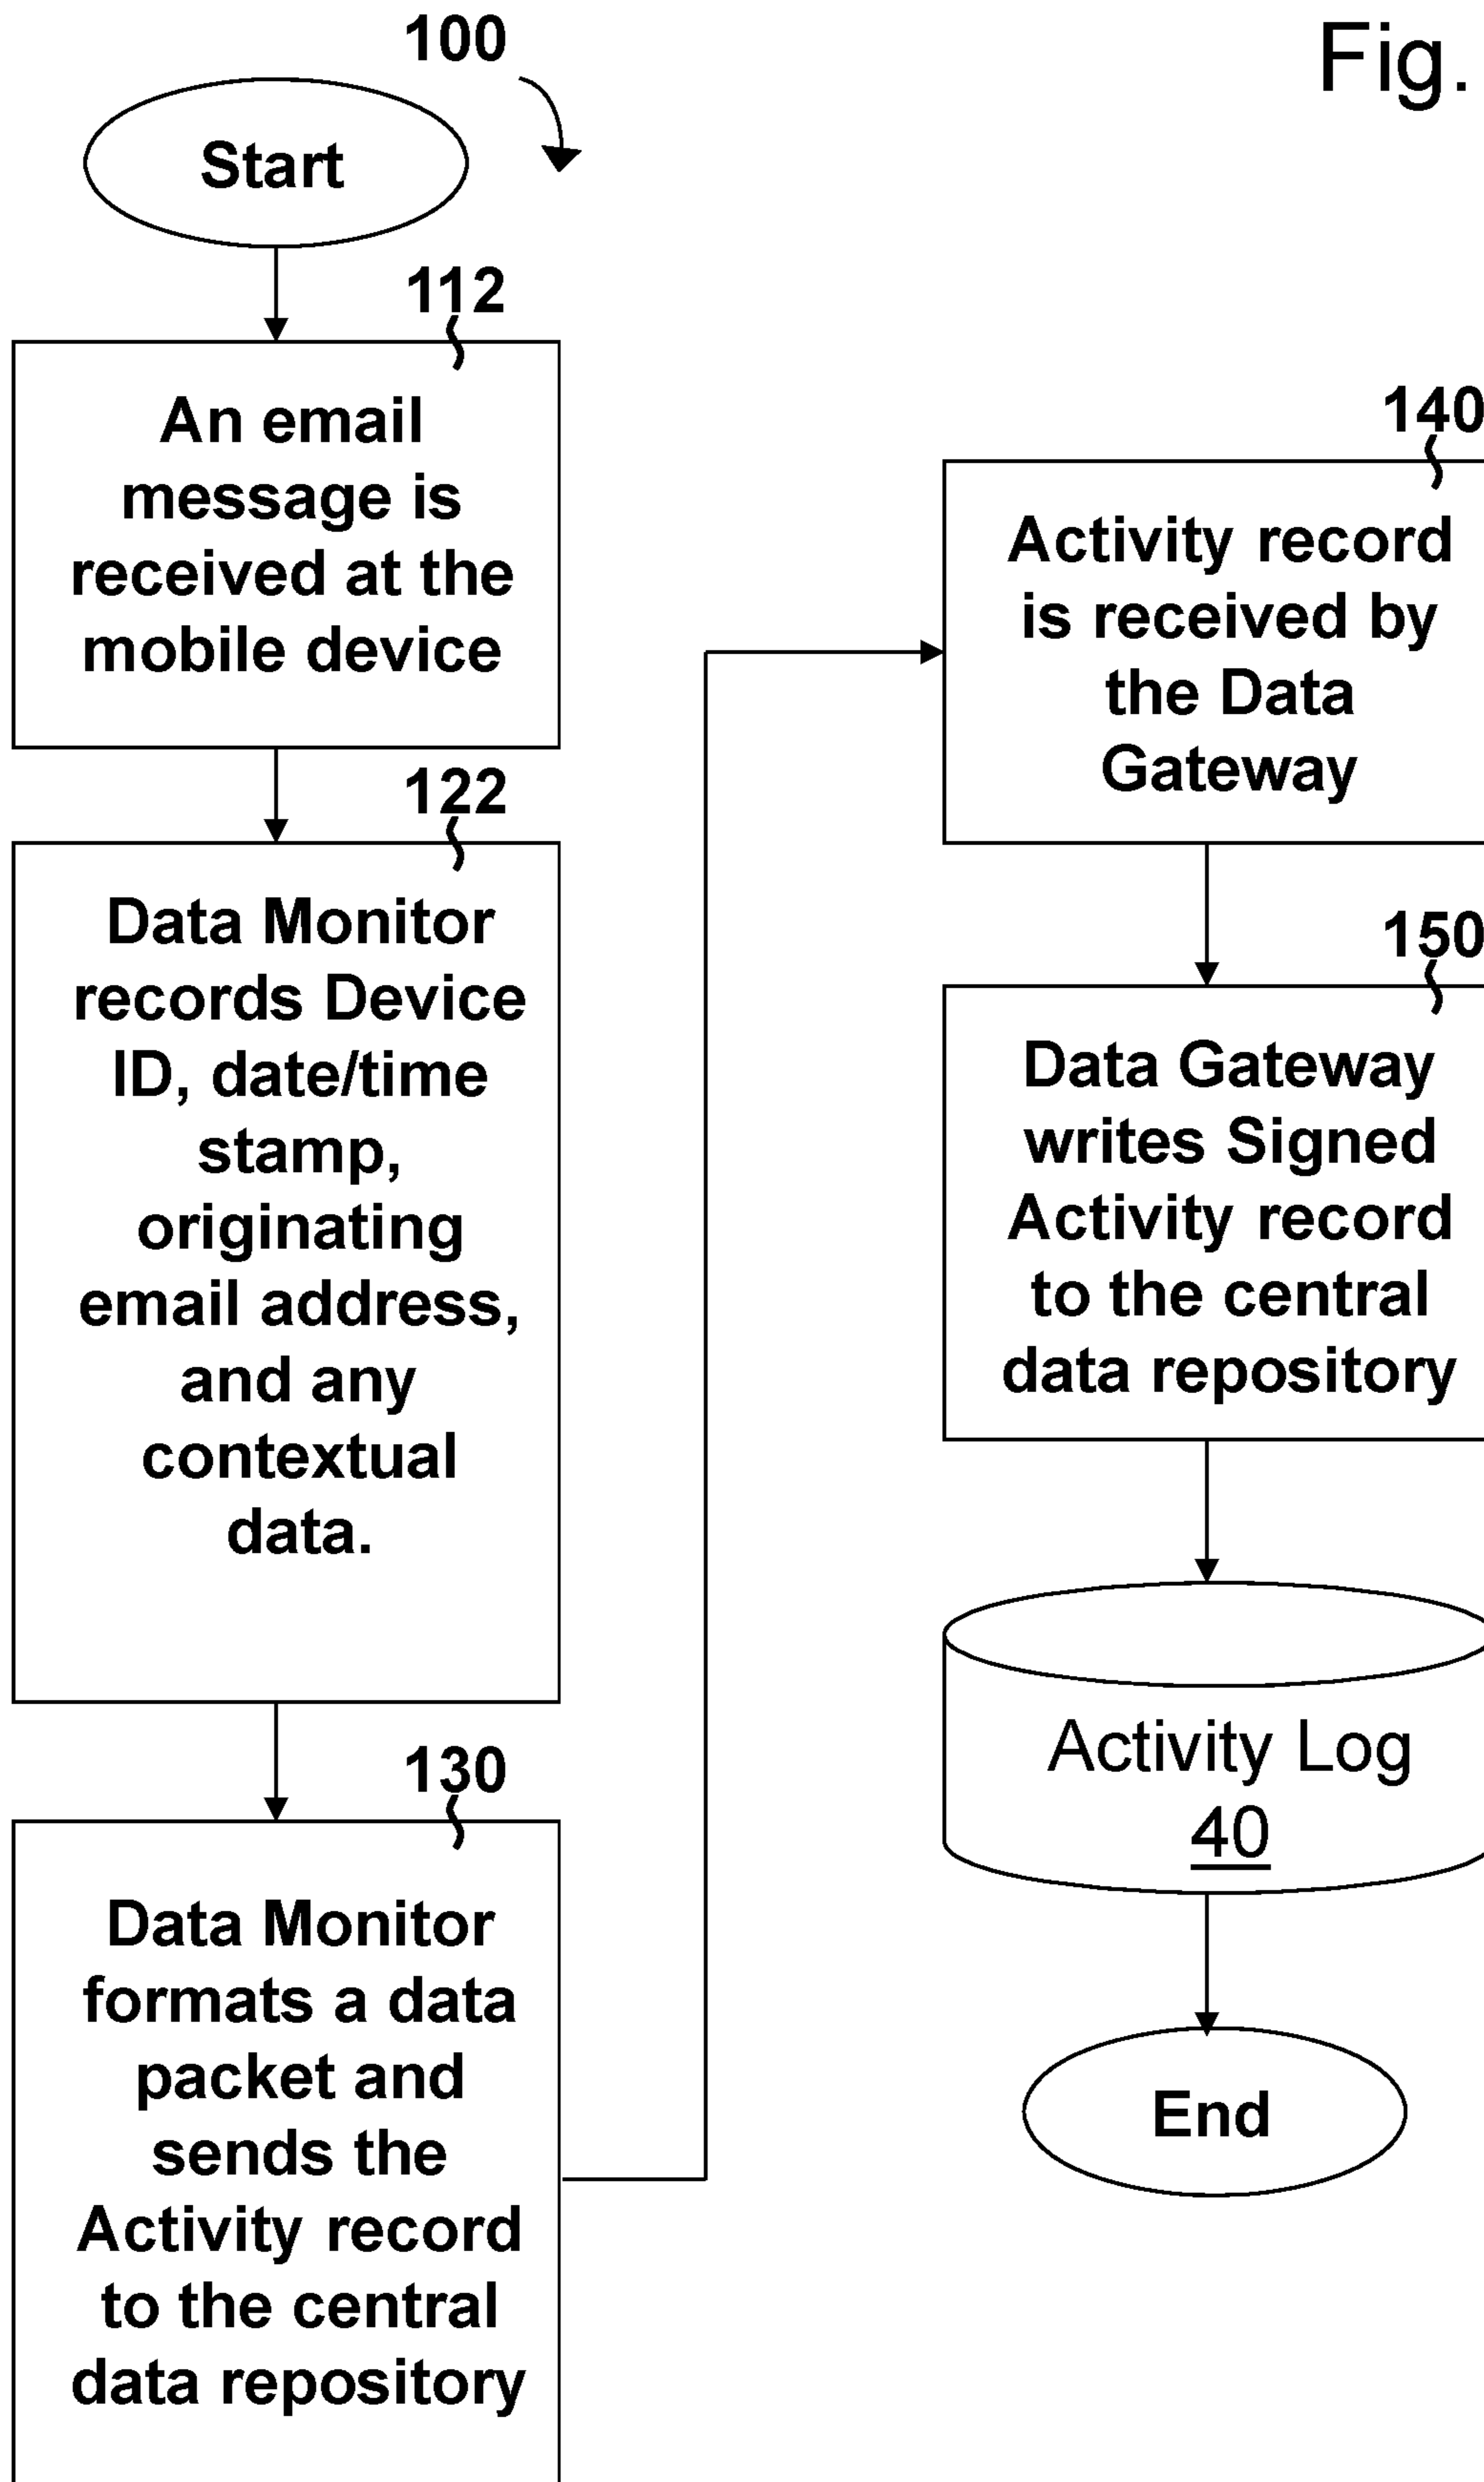 100
Fig.
Start
112
An email
message is
received at the
mobile device
122
Data Monitor
records Device
ID, date/time
stamp,
originating
email address,
and any
contextual
data.
130
Data Monitor
formats a data
packet and
sends the
Activity record
to the central
data repository
140
Activity record
is received by
the Data
Gateway
150
Data Gateway
writes Signed
Activity record
to the central
data repository
Activity Log
40
End